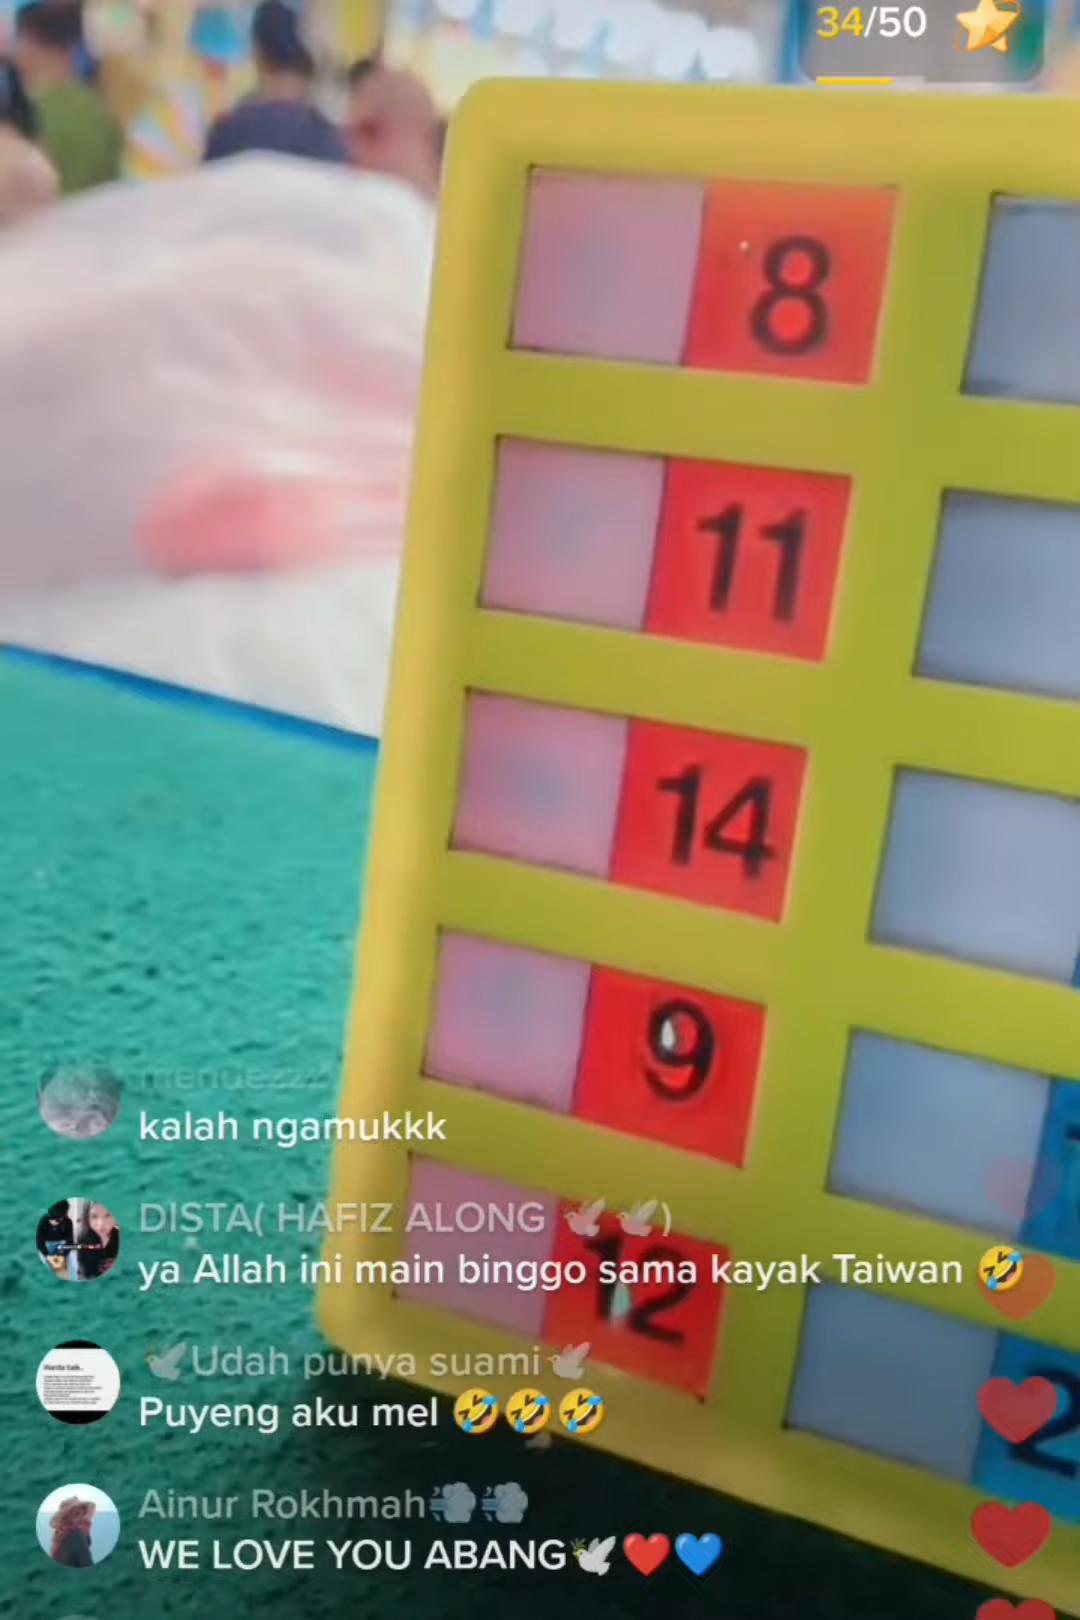 34/50
8
11
14
9
12
2
menuezzz
kalah ngamukkk
DISTA( HAFIZ ALONG 🕊️🕊️)
ya Allah ini main binggo sama kayak Taiwan 🤣
🕊️Udah punya suami🕊️
Puyeng aku mel 🤣🤣🤣
Ainur Rokhmah💨💨
WE LOVE YOU ABANG🕊️❤️💙